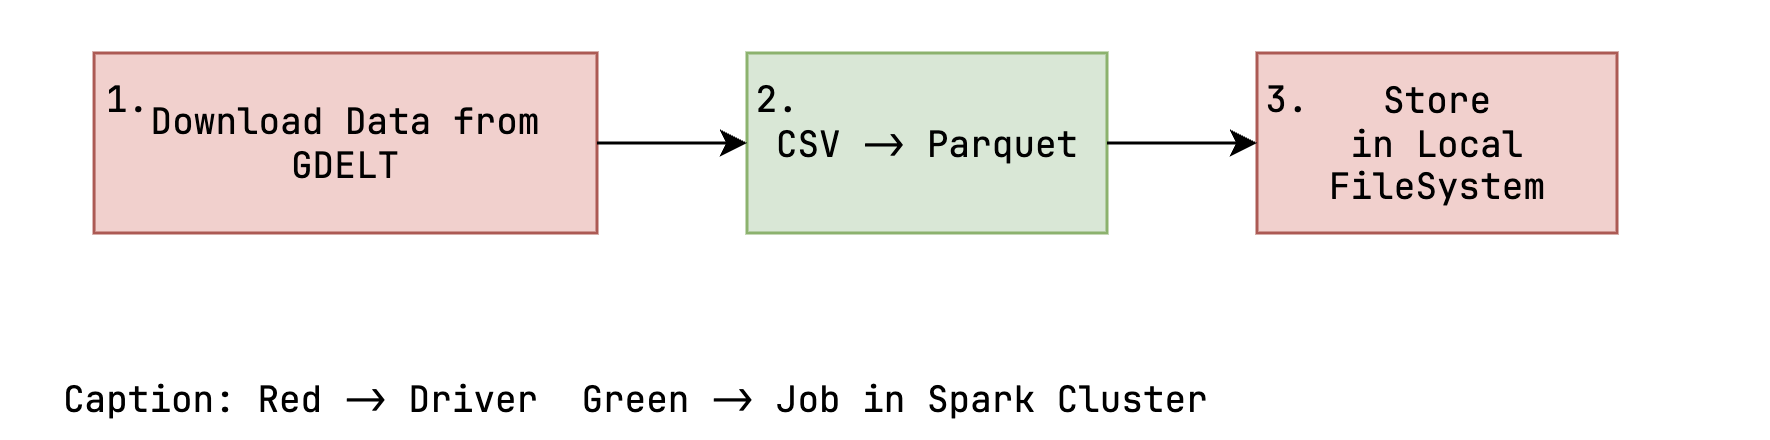 1.
Download Data from
GDELT
2.
CSV → Parquet
3.
Store
in Local
FileSystem
Caption: Red → Driver  Green → Job in Spark Cluster